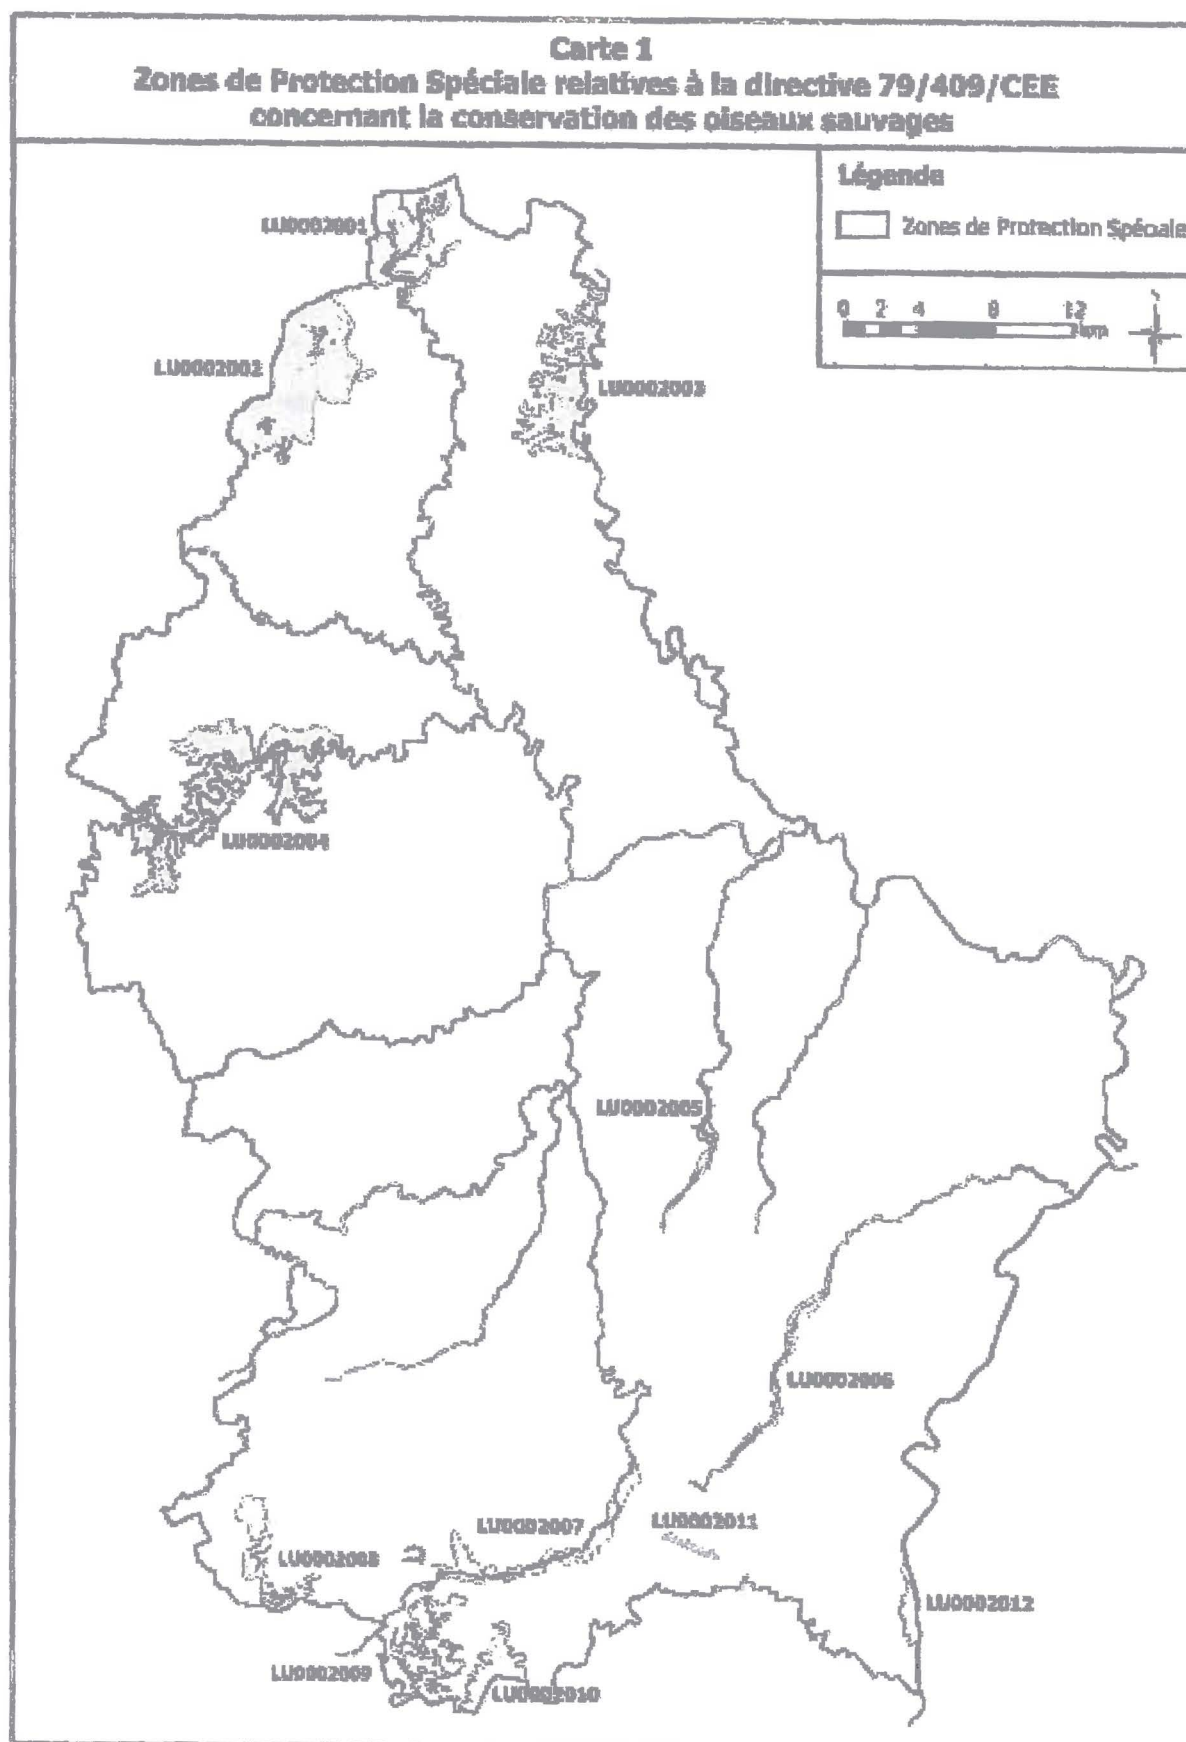 Carte 1
Zones de Protection Spéciale relatives à la directive 79/409/CEE
concernant la conservation des oiseaux sauvages
Légende
Zones de Protection Spéciale
0 2 4 8 12
km
LU0002001
LU0002002
LU0002003
LU0002004
LU0002005
LU0002006
LU0002007
LU0002011
LU0002008
LU0002012
LU0002009
LU0002010